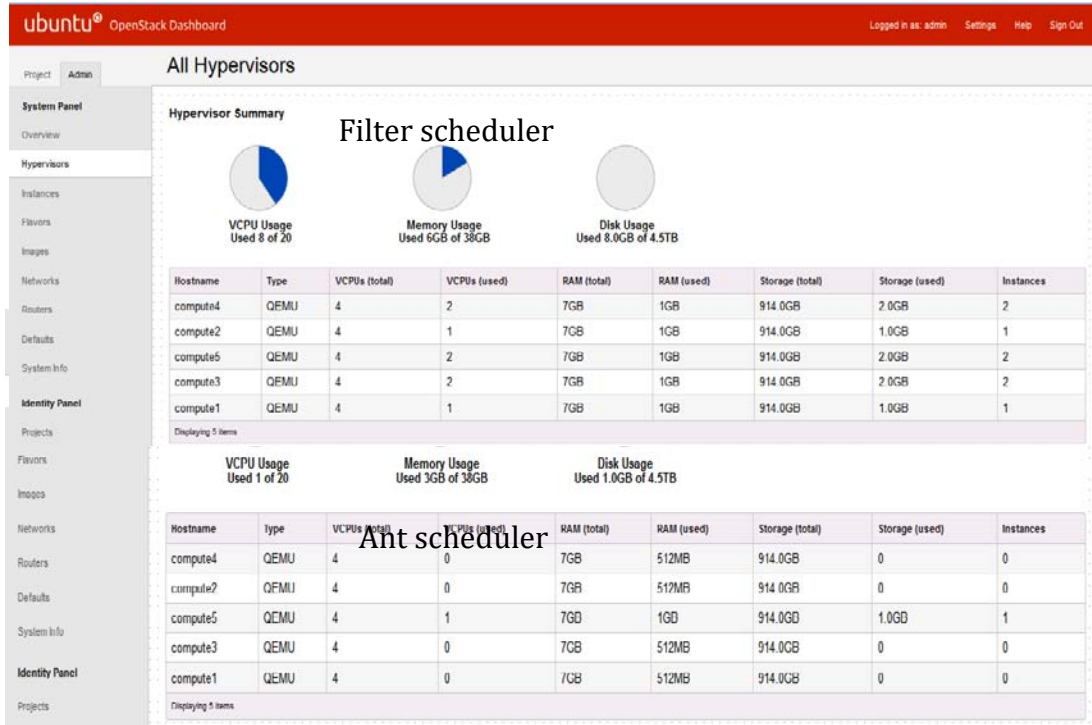 ubuntu® OpenStack Dashboard Logged in as: admin Settings Help Sign Out
Project Admin
All Hypervisors
System Panel
Overview
Hypervisors
Instances
Flavors
Images
Networks
Routers
Defaults
System Info
Identity Panel
Projects
Hypervisor Summary
Filter scheduler
VCPU Usage Memory Usage Disk Usage
Used 8 of 20 Used 6GB of 38GB Used 8.0GB of 4.5TB
Hostname Type VCPUs (total) VCPUs (used) RAM (total) RAM (used) Storage (total) Storage (used) Instances
compute4 QEMU 4 2 7GB 1GB 914.0GB 2.0GB 2
compute2 QEMU 4 1 7GB 1GB 914.0GB 1.0GB 1
compute5 QEMU 4 2 7GB 1GB 914.0GB 2.0GB 2
compute3 QEMU 4 2 7GB 1GB 914.0GB 2.0GB 2
compute1 QEMU 4 1 7GB 1GB 914.0GB 1.0GB 1
Displaying 5 items
Flavors
Images
Networks
Routers
Defaults
System Info
Identity Panel
Projects
VCPU Usage Memory Usage Disk Usage
Used 1 of 20 Used 3GB of 38GB Used 1.0GB of 4.5TB
Hostname Type VCPUs (total) VCPUs (used) RAM (total) RAM (used) Storage (total) Storage (used) Instances
Ant scheduler
compute4 QEMU 4 0 7GB 512MB 914.0GB 0 0
compute2 QEMU 4 0 7GB 512MB 914.0GB 0 0
compute5 QEMU 4 1 7GB 1GB 914.0GB 1.0GB 1
compute3 QEMU 4 0 7GB 512MB 914.0GB 0 0
compute1 QEMU 4 0 7GB 512MB 914.0GB 0 0
Displaying 5 items